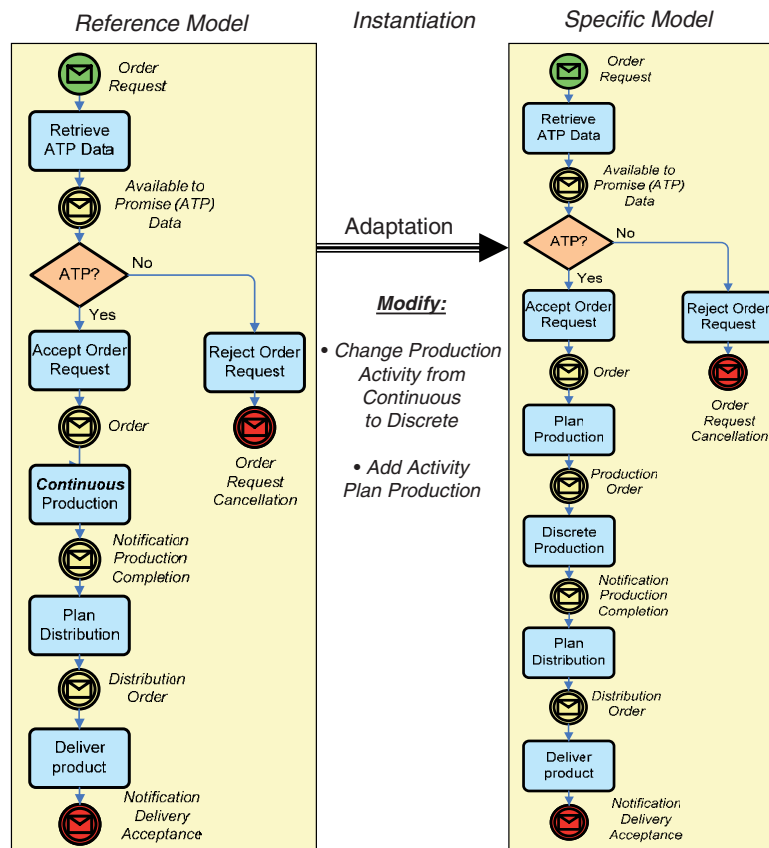 Reference Model
Instantiation
Specific Model
Order
Request
Retrieve
ATP Data
Available to
Promise (ATP)
Data
ATP?
No
Yes
Accept Order
Request
Reject Order
Request
Order
Order
Request
Cancellation
Continuous
Production
Notification
Production
Completion
Plan
Distribution
Distribution
Order
Deliver
product
Notification
Delivery
Acceptance
Adaptation
Modify:
• Change Production
Activity from
Continuous
to Discrete
• Add Activity
Plan Production
Order
Request
Retrieve
ATP Data
Available to
Promise (ATP)
Data
ATP?
No
Yes
Accept Order
Request
Reject Order
Request
Order
Order
Request
Cancellation
Plan
Production
Production
Order
Discrete
Production
Notification
Production
Completion
Plan
Distribution
Distribution
Order
Deliver
product
Notification
Delivery
Acceptance